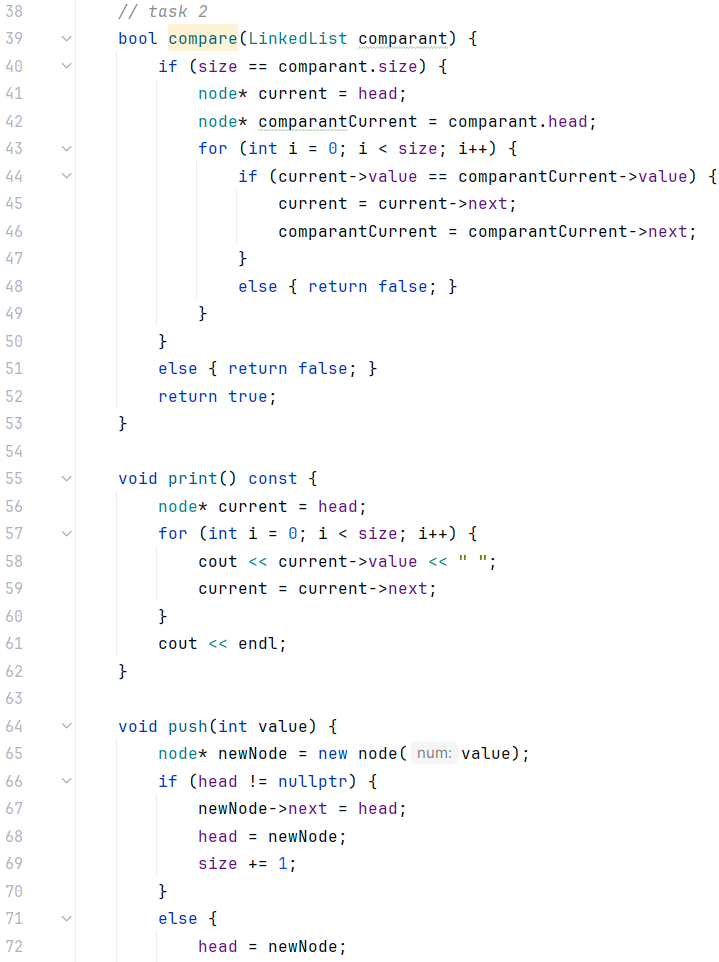 38 // task 2
39 bool compare(LinkedList comparant) {
40 if (size == comparant.size) {
41 node* current = head;
42 node* comparantCurrent = comparant.head;
43 for (int i = 0; i < size; i++) {
44 if (current->value == comparantCurrent->value) {
45 current = current->next;
46 comparantCurrent = comparantCurrent->next;
47 }
48 else { return false; }
49 }
50 }
51 else { return false; }
52 return true;
53 }
54
55 void print() const {
56 node* current = head;
57 for (int i = 0; i < size; i++) {
58 cout << current->value << " ";
59 current = current->next;
60 }
61 cout << endl;
62 }
63
64 void push(int value) {
65 node* newNode = new node( num: value);
66 if (head != nullptr) {
67 newNode->next = head;
68 head = newNode;
69 size += 1;
70 }
71 else {
72 head = newNode;